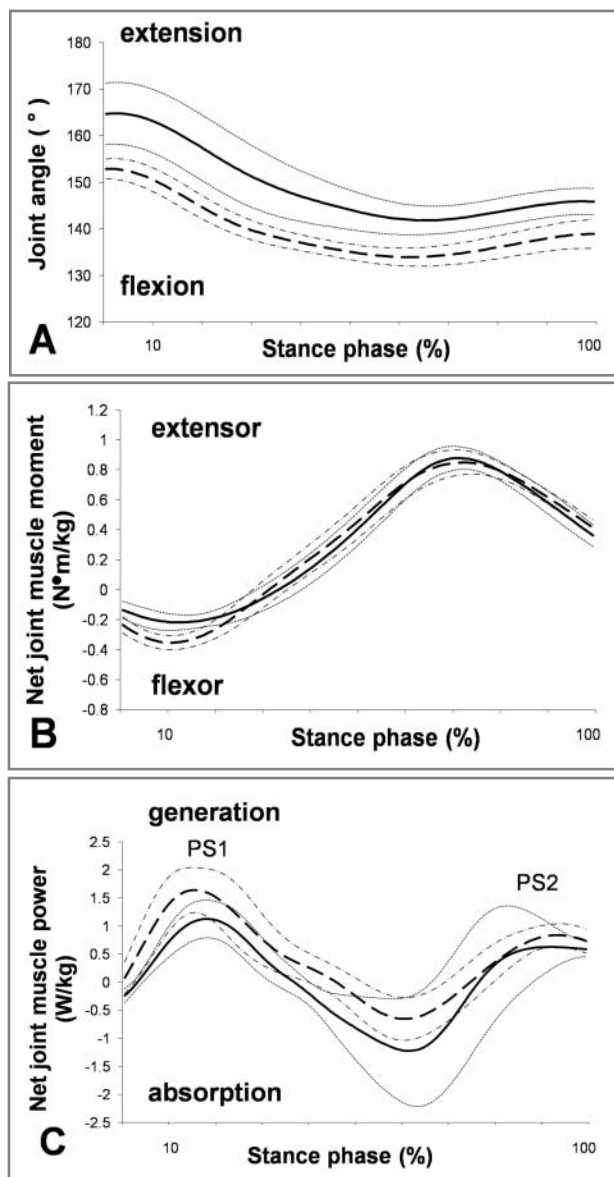 extension
180
170
160
150
140
130
120
Joint angle ( ° )
flexion
A
10
Stance phase (%)
100
1.2
1
0.8
0.6
0.4
0.2
0
-0.2
-0.4
-0.6
-0.8
extensor
Net joint muscle moment
(N•m/kg)
flexor
B
10
Stance phase (%)
100
generation
2.5
2
1.5
1
0.5
0
-0.5
-1
-1.5
-2
-2.5
PS1
PS2
Net joint muscle power
(W/kg)
absorption
C
10
Stance phase (%)
100